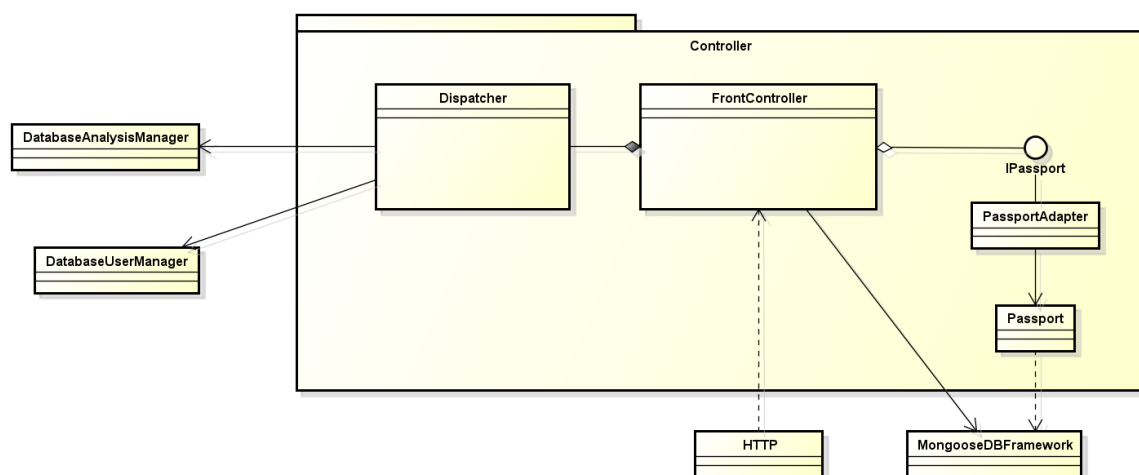 Controller
Dispatcher
FrontController
DatabaseAnalysisManager
IPassport
PassportAdapter
DatabaseUserManager
Passport
HTTP
MongooseDBFramework